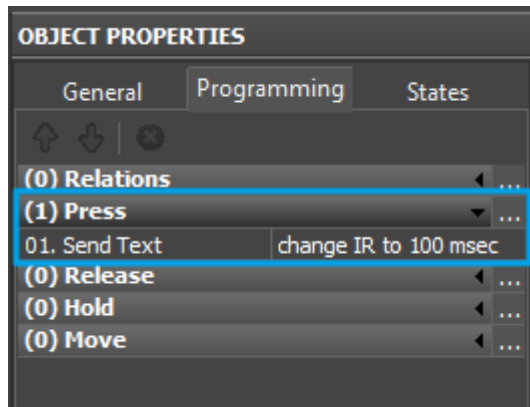 OBJECT PROPERTIES
General Programming States
(0) Relations ...
(1) Press ...
01. Send Text change IR to 100 msec
(0) Release ...
(0) Hold ...
(0) Move ...